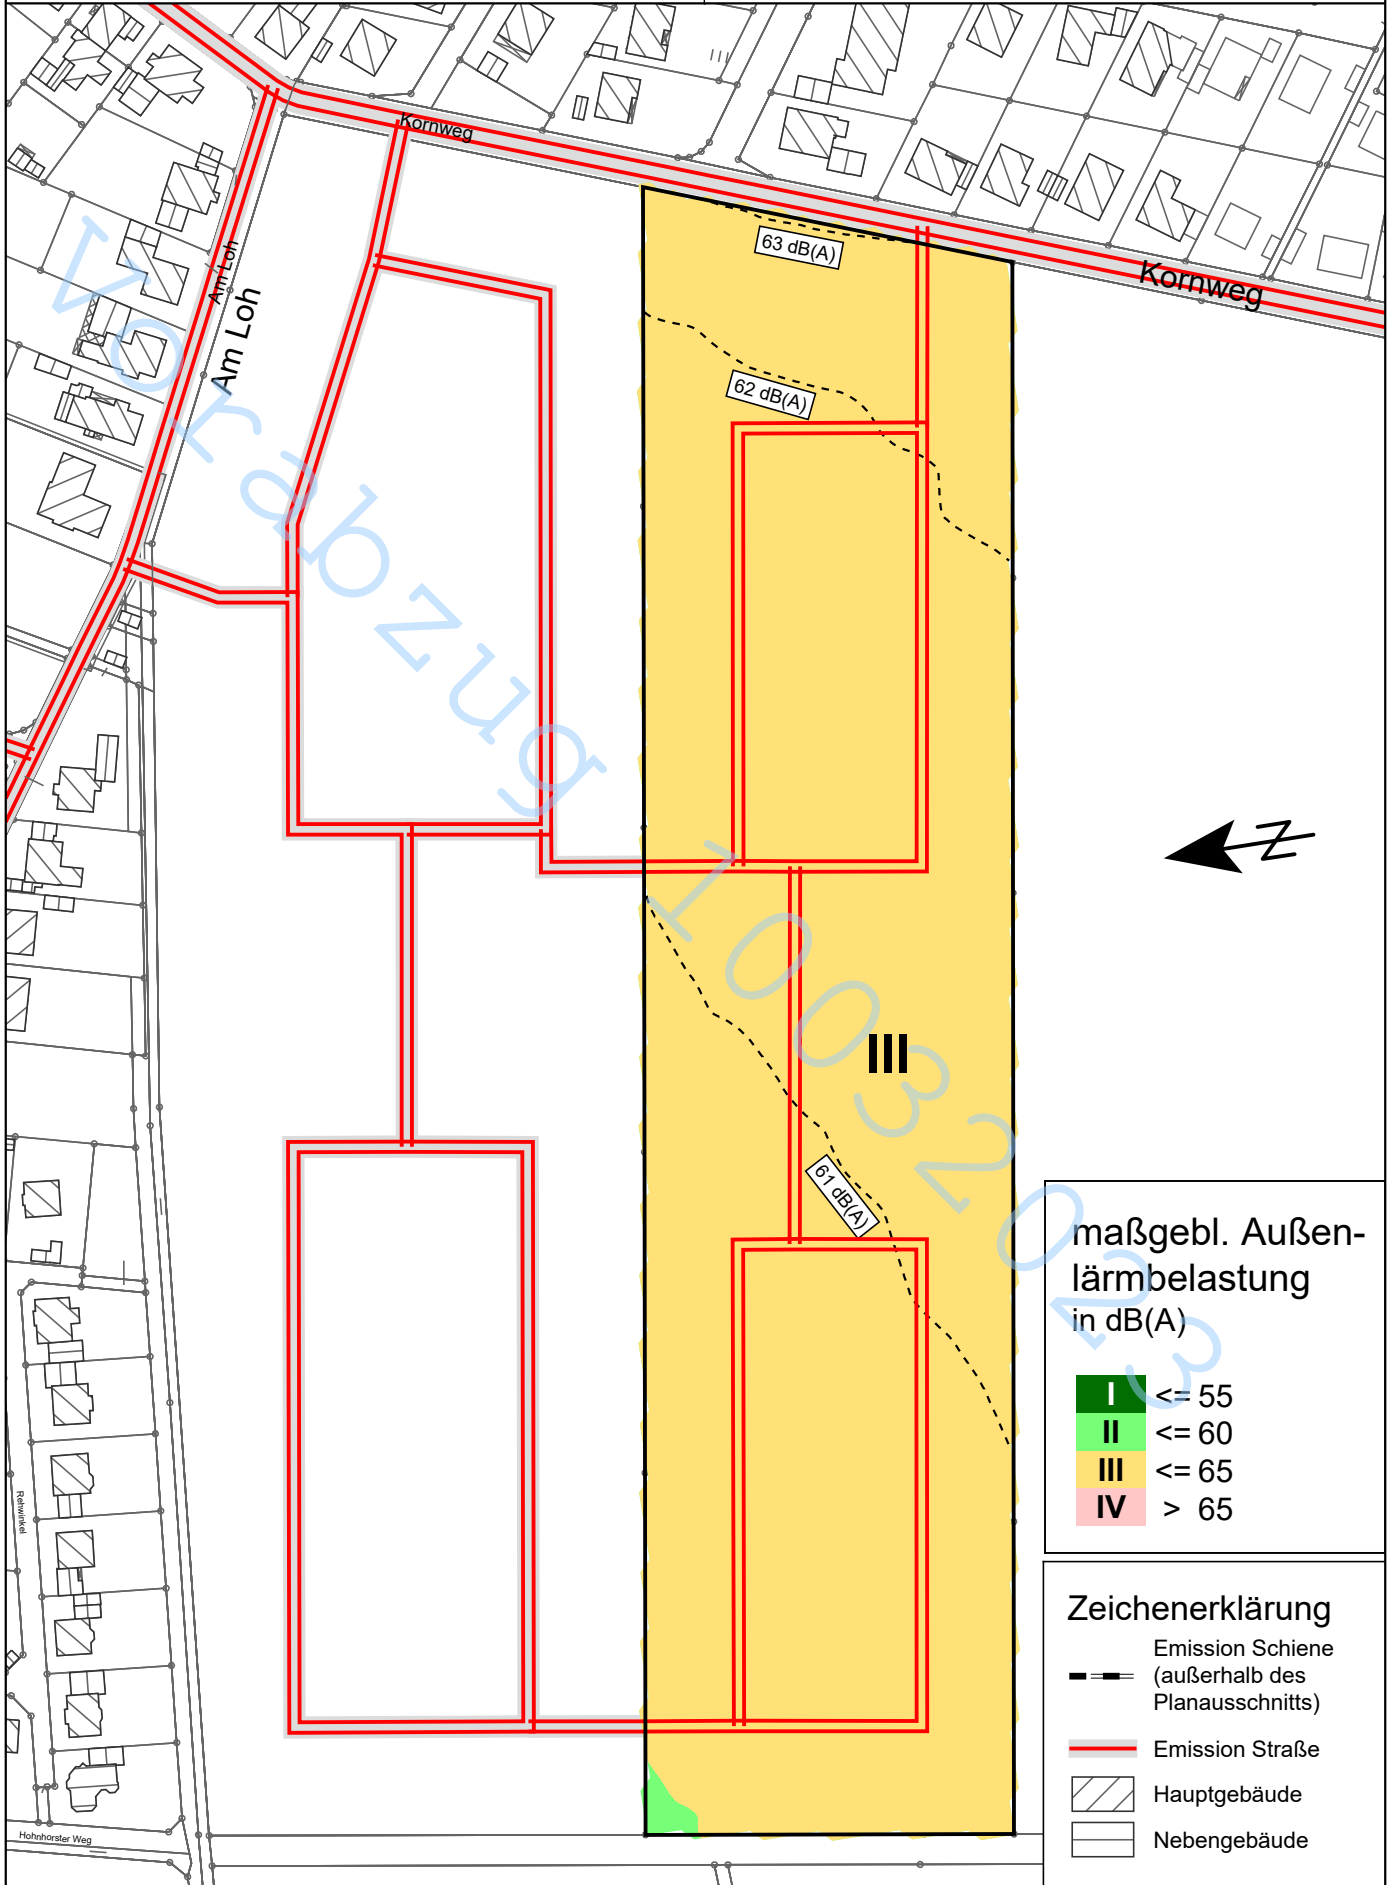 Kornweg
Kornweg
Am Loh
Am Loh
63 dB(A)
62 dB(A)
61 dB(A)
III
Vorabzug 10032023
Rehwinkel
Hohnhorster Weg
maßgebl. Außen-
lärmbelastung
in dB(A)
I <= 55
II <= 60
III <= 65
IV > 65
Zeichenerklärung
Emission Schiene
(außerhalb des
Planausschnitts)
Emission Straße
Hauptgebäude
Nebengebäude